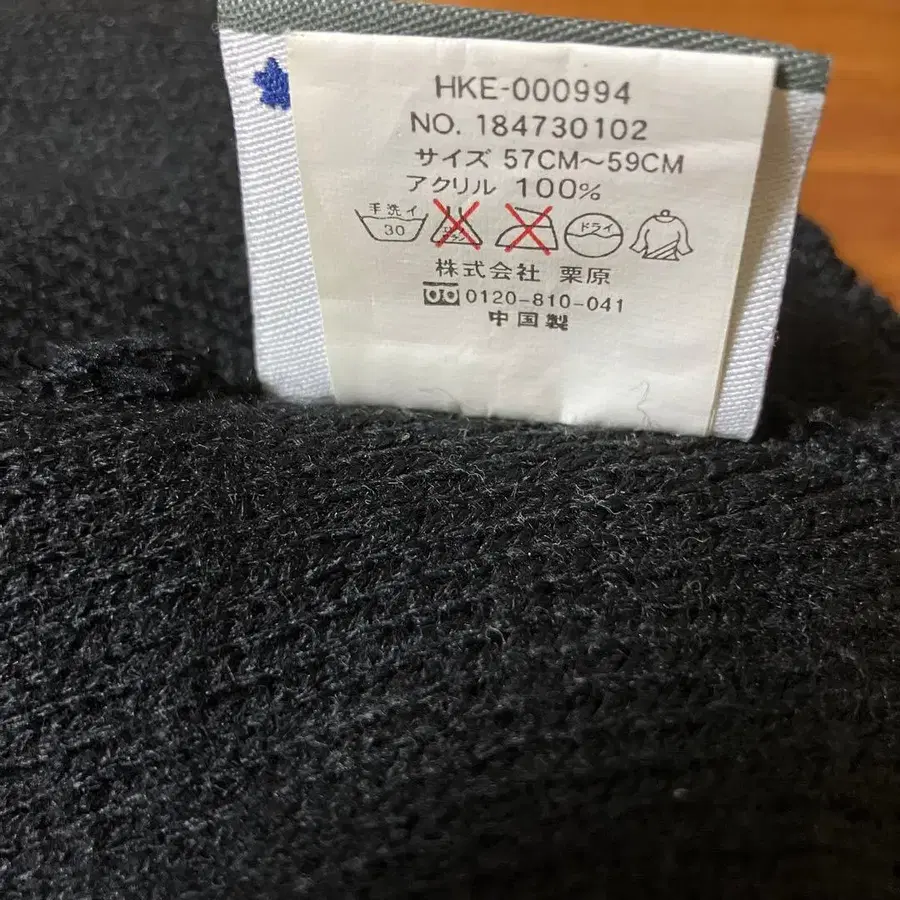 HKE-000994
NO. 184730102
サイズ 57CM～59CM
アクリル 100%
手洗イ 30 ドライ
株式会社 栗原
0120-810-041
中国製